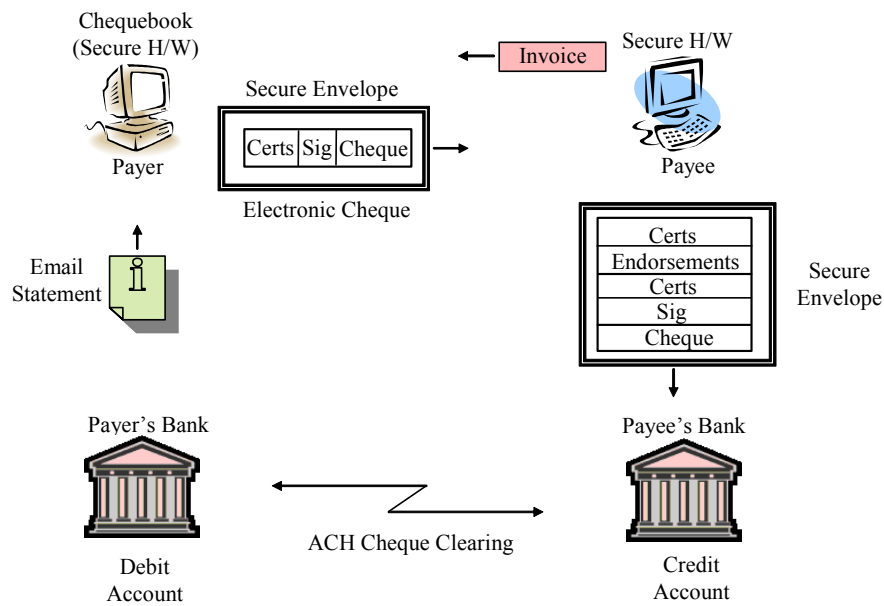 Chequebook
(Secure H/W)
Payer
Invoice
Secure H/W
Payee
Secure Envelope
Certs Sig Cheque
Electronic Cheque
Certs
Endorsements
Certs
Sig
Cheque
Secure
Envelope
Email
Statement
i
Payer’s Bank
Debit
Account
ACH Cheque Clearing
Payee’s Bank
Credit
Account